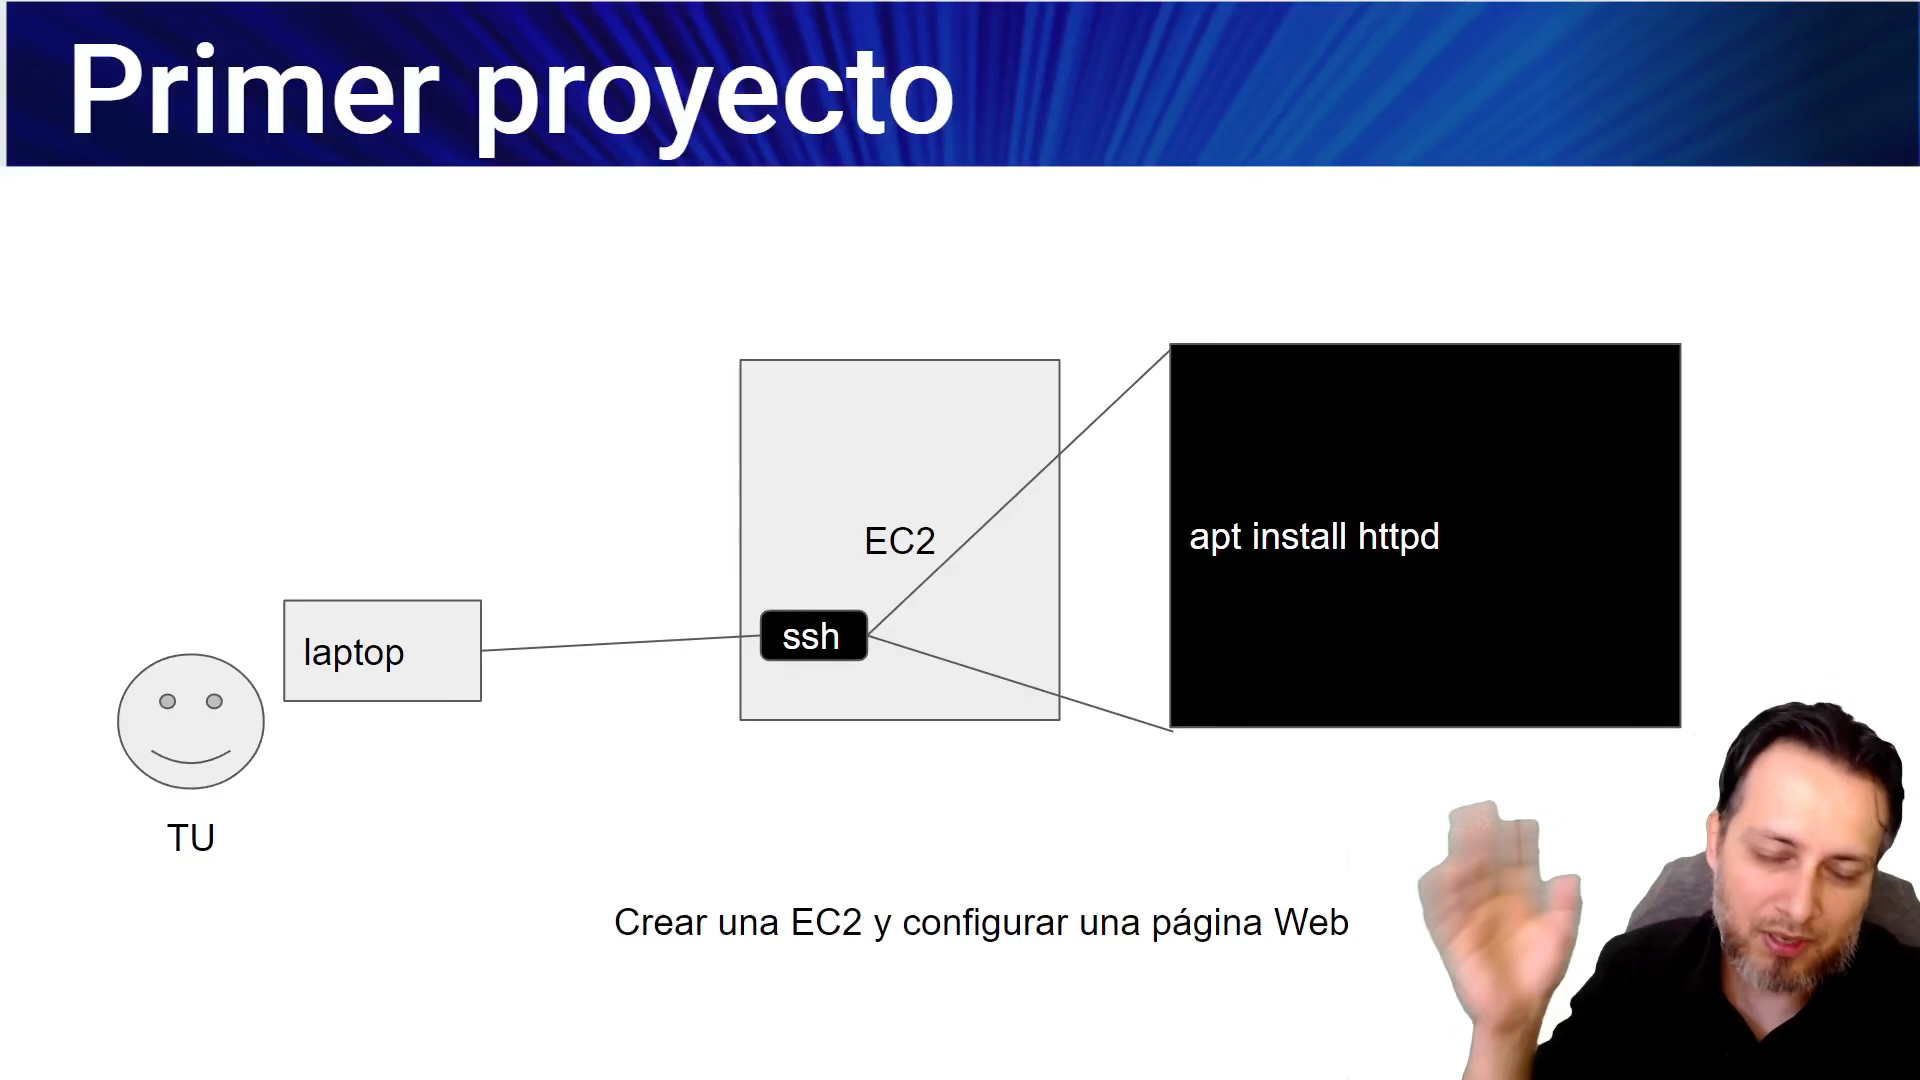 Primer proyecto
EC2
apt install httpd
ssh
laptop
TU
Crear una EC2 y configurar una página Web